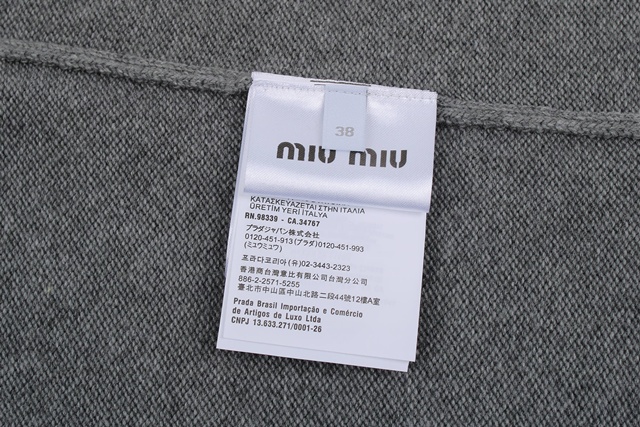 38
miu miu
ΚΑΤΑΣΚΕΥΑΖΕΤΑΙ ΣΤΗΝ ΙΤΑΛΙΑ
ÜRETİM YERİ İTALYA
RN.98339 - CA.34767
プラダジャパン株式会社
0120-451-913 (プラダ) 0120-451-993
(ミュウミュウ)
프라다코리아(유) 02-3443-2323
香港商台灣意比有限公司台灣分公司
886-2-2571-5255
臺北市中山區中山北路二段44號12樓A室
Prada Brasil Importação e Comércio
de Artigos de Luxo Ltda
CNPJ 13.633.271/0001-26